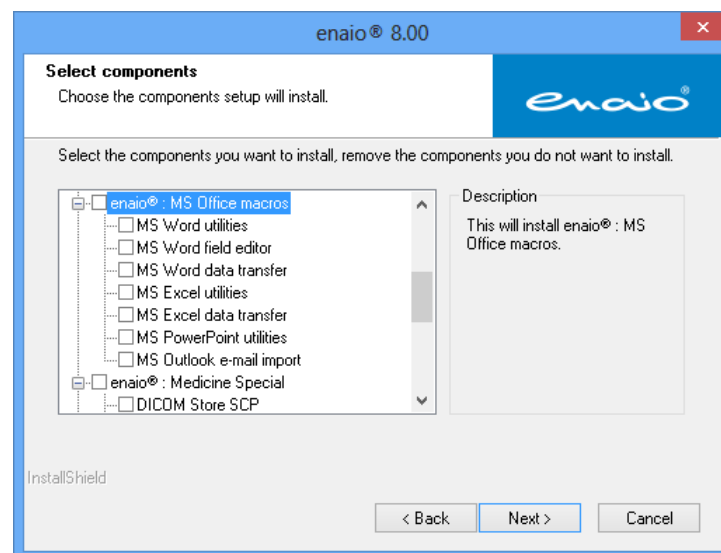 enaio® 8.00
Select components
Choose the components setup will install.
enaio®
Select the components you want to install, remove the components you do not want to install.
enaio® : MS Office macros
MS Word utilities
MS Word field editor
MS Word data transfer
MS Excel utilities
MS Excel data transfer
MS PowerPoint utilities
MS Outlook e-mail import
enaio® : Medicine Special
DICOM Store SCP
Description
This will install enaio® : MS
Office macros.
InstallShield
< Back
Next >
Cancel